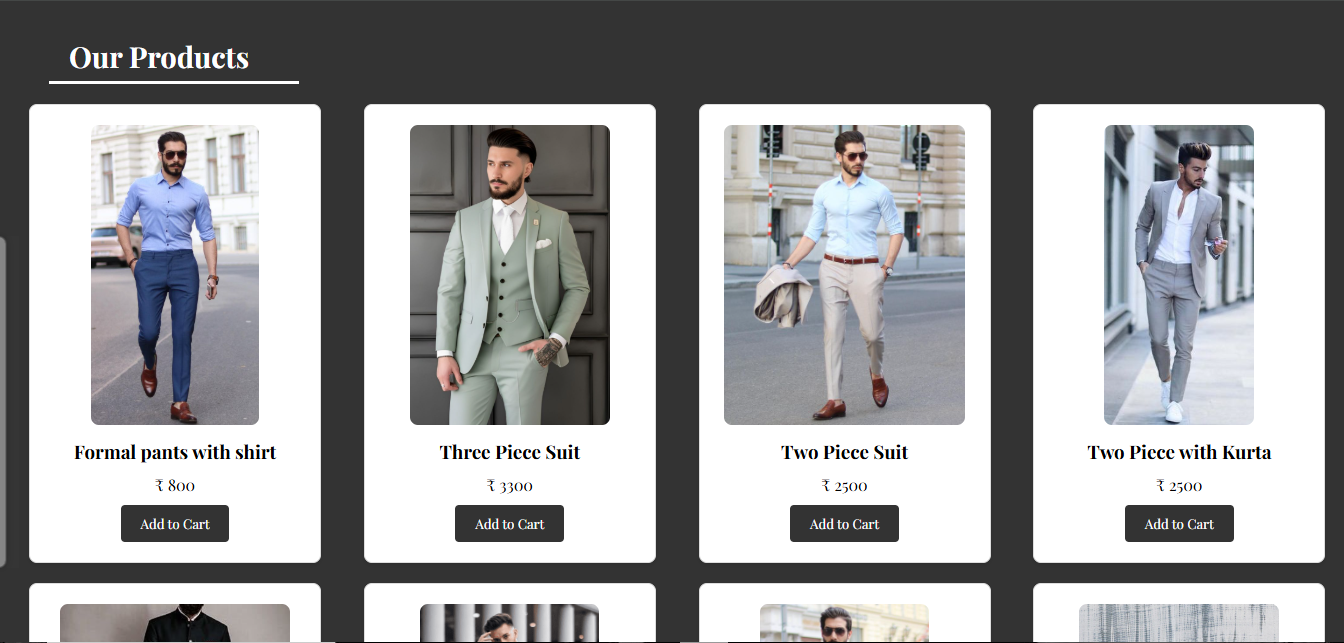 Our Products
Formal pants with shirt
₹ 800
Add to Cart
Three Piece Suit
₹ 3300
Add to Cart
Two Piece Suit
₹ 2500
Add to Cart
Two Piece with Kurta
₹ 2500
Add to Cart